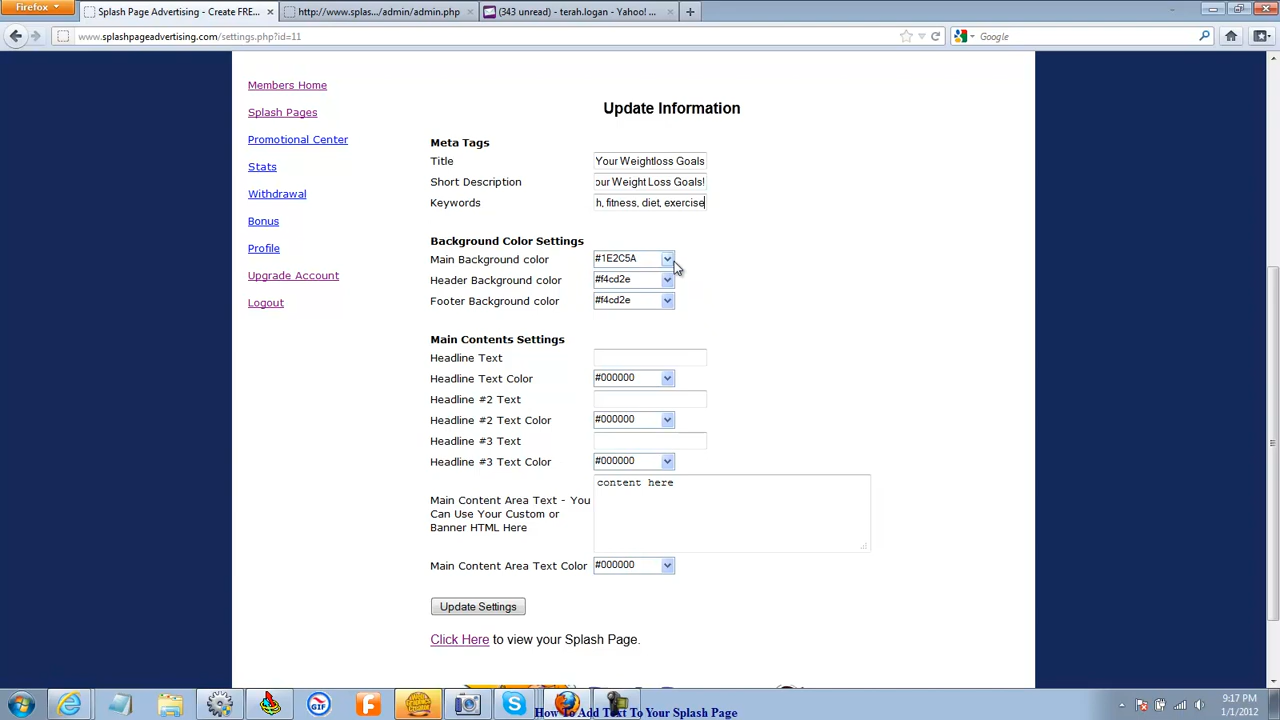 Firefox
Splash Page Advertising - Create FRE...
http://www.splas.../admin/admin.php
(343 unread) - terah.logan - Yahoo! ...
www.splashpageadvertising.com/settings.php?id=11
Google
Members Home
Splash Pages
Promotional Center
Stats
Withdrawal
Bonus
Profile
Upgrade Account
Logout
Update Information
Meta Tags
Title Your Weightloss Goals
Short Description our Weight Loss Goals!
Keywords h, fitness, diet, exercise
Background Color Settings
Main Background color #1E2C5A
Header Background color #f4cd2e
Footer Background color #f4cd2e
Main Contents Settings
Headline Text
Headline Text Color #000000
Headline #2 Text
Headline #2 Text Color #000000
Headline #3 Text
Headline #3 Text Color #000000
Main Content Area Text - You
Can Use Your Custom or
Banner HTML Here
content here
Main Content Area Text Color #000000
Update Settings
Click Here to view your Splash Page.
GIF
How To Add Text To Your Splash Page
9:17 PM
1/1/2012